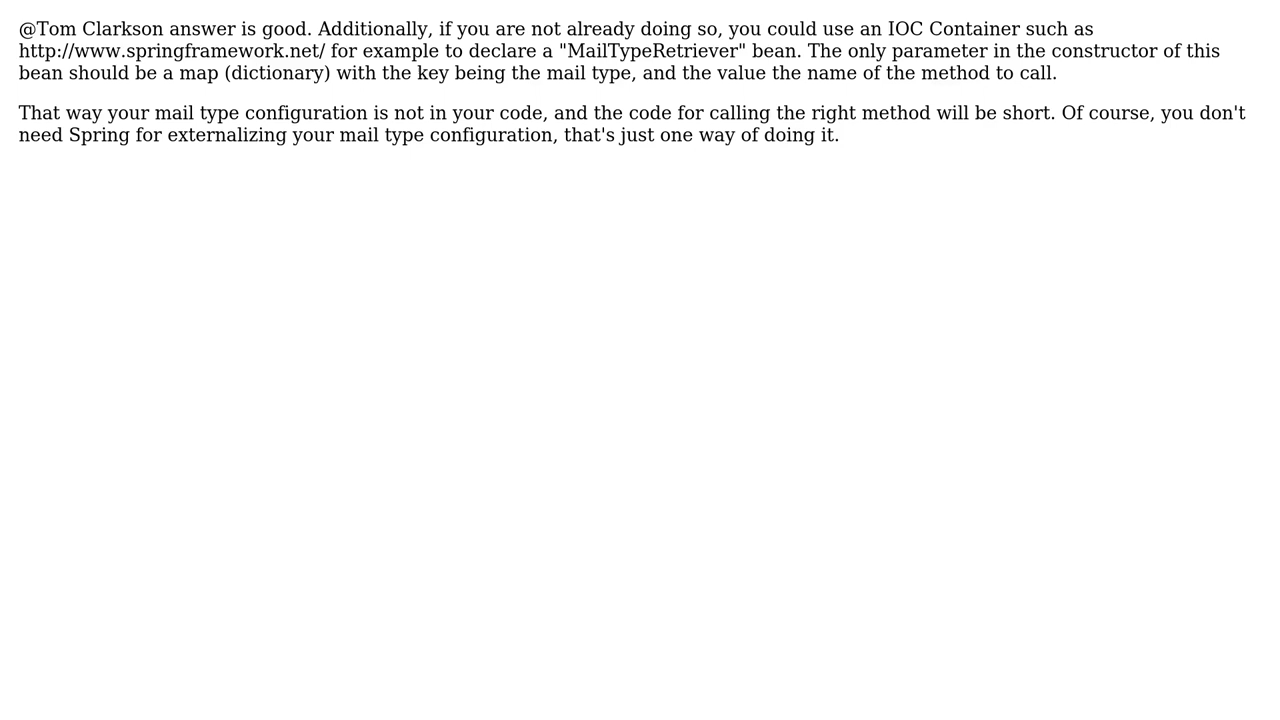 @Tom Clarkson answer is good. Additionally, if you are not already doing so, you could use an IOC Container such as
http://www.springframework.net/ for example to declare a "MailTypeRetriever" bean. The only parameter in the constructor of this
bean should be a map (dictionary) with the key being the mail type, and the value the name of the method to call.
That way your mail type configuration is not in your code, and the code for calling the right method will be short. Of course, you don't
need Spring for externalizing your mail type configuration, that's just one way of doing it.